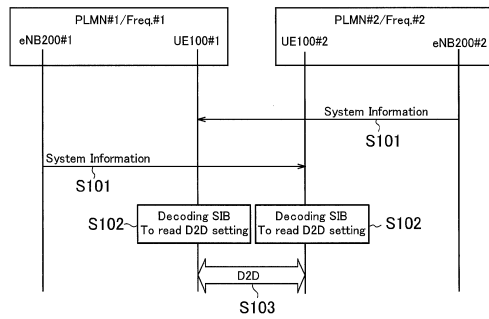 PLMN#1/Freq.#1
PLMN#2/Freq.#2
eNB200#1
UE100#1
UE100#2
eNB200#2
System Information
S101
System Information
S101
S102
Decoding SIB
To read D2D setting
Decoding SIB
To read D2D setting
S102
D2D
S103